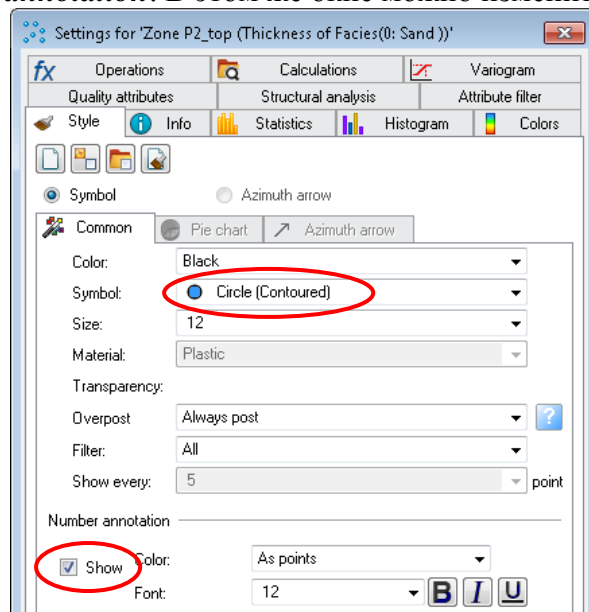 Settings for 'Zone P2_top (Thickness of Facies(0: Sand ))'
fx Operations Calculations Variogram
Quality attributes Structural analysis Attribute filter
Style Info Statistics Histogram Colors
Symbol Azimuth arrow
Common Pie chart Azimuth arrow
Color: Black
Symbol: Circle (Contoured)
Size: 12
Material: Plastic
Transparency:
Overpost Always post ?
Filter: All
Show every: 5 point
Number annotation
Show Color: As points
Font: 12 B I U